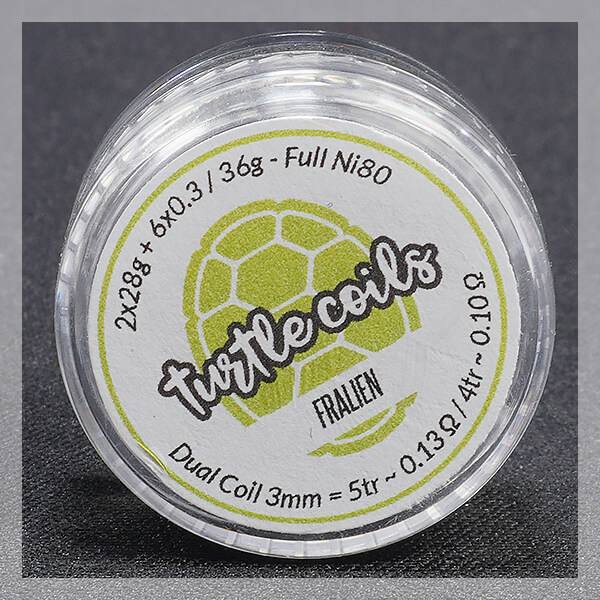 2x28g + 6x0.3 / 36g - Full Ni80
turtle coils
FRALIEN
Dual Coil 3mm = 5tr ~ 0.13Ω / 4tr ~ 0.10Ω